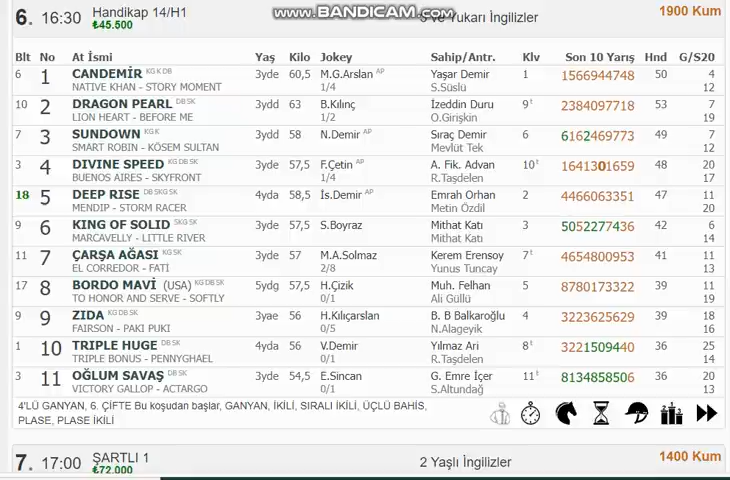 www.BANDICAM.com
6. 16:30 Handikap 14/H1 ₺45.500 3 ve Yukarı İngilizler 1900 Kum
Blt No At İsmi Yaş Kilo Jokey Sahip/Antr. Klv Son 10 Yarış Hnd G/S20
6 1 CANDEMİR KG K DB 3yde 60,5 M.G.Arslan AP Yaşar Demir 1 1566944748 50 4
NATIVE KHAN - STORY MOMENT 1/4 S.Süslü 12
10 2 DRAGON PEARL DB SK 3ydd 63 B.Kılınç İzeddin Duru 9t 2384097718 53 7
LION HEART - BEFORE ME 1/2 O.Girişkin 19
7 3 SUNDOWN KG K 3ydd 58 N.Demir AP Sıraç Demir 6 6162469773 49 7
SMART ROBIN - KÖSEM SULTAN Mevlüt Tek 12
3 4 DIVINE SPEED KG DB SK 3yde 57,5 F.Çetin AP A. Fik. Advan 10t 1641301659 48 20
BUENOS AIRES - SKYFRONT 1/4 R.Taşdelen 17
18 5 DEEP RISE DB SKG SK 4yda 58,5 İs.Demir AP Emrah Orhan 2 4466063351 47 11
MENDIP - STORM RACER Metin Özdil 20
9 6 KING OF SOLID SKG SK 3yde 57,5 S.Boyraz Mithat Katı 3 5052277436 42 6
MARCAVELLY - LITTLE RIVER Mithat Katı 14
11 7 ÇARŞA AĞASI KG SK 3yde 57 M.A.Solmaz Kerem Erensoy 7t 4654800953 41 11
EL CORREDOR - FATİ 2/8 Yunus Tuncay 13
17 8 BORDO MAVİ (USA) KG DB SK 5ydg 57,5 H.Çizik Muh. Felhan 5 8780173322 39 11
TO HONOR AND SERVE - SOFTLY 0/1 Ali Güllü 19
9 9 ZIDA KG DB SK 3yae 56 H.Kılıçarslan B. B Balkaroğlu 4 3223625629 39 18
FAIRSON - PAKI PUKI 0/5 N.Alageyik 16
1 10 TRIPLE HUGE DB SK 4yda 56 V.Demir Yılmaz Ari 8t 3221509440 36 25
TRIPLE BONUS - PENNYGHAEL 0/1 R.Taşdelen 14
3 11 OĞLUM SAVAŞ DB SK 3yde 54,5 E.Sincan G. Emre İçer 11t 8134858506 36 20
VICTORY GALLOP - ACTARGO 0/1 S.Altundağ 13
4'LÜ GANYAN, 6. ÇİFTE Bu koşudan başlar, GANYAN, İKİLİ, SIRALI İKİLİ, ÜÇLÜ BAHİS,
PLASE, PLASE İKİLİ
7. 17:00 ŞARTLI 1 ₺72.000 2 Yaşlı İngilizler 1400 Kum